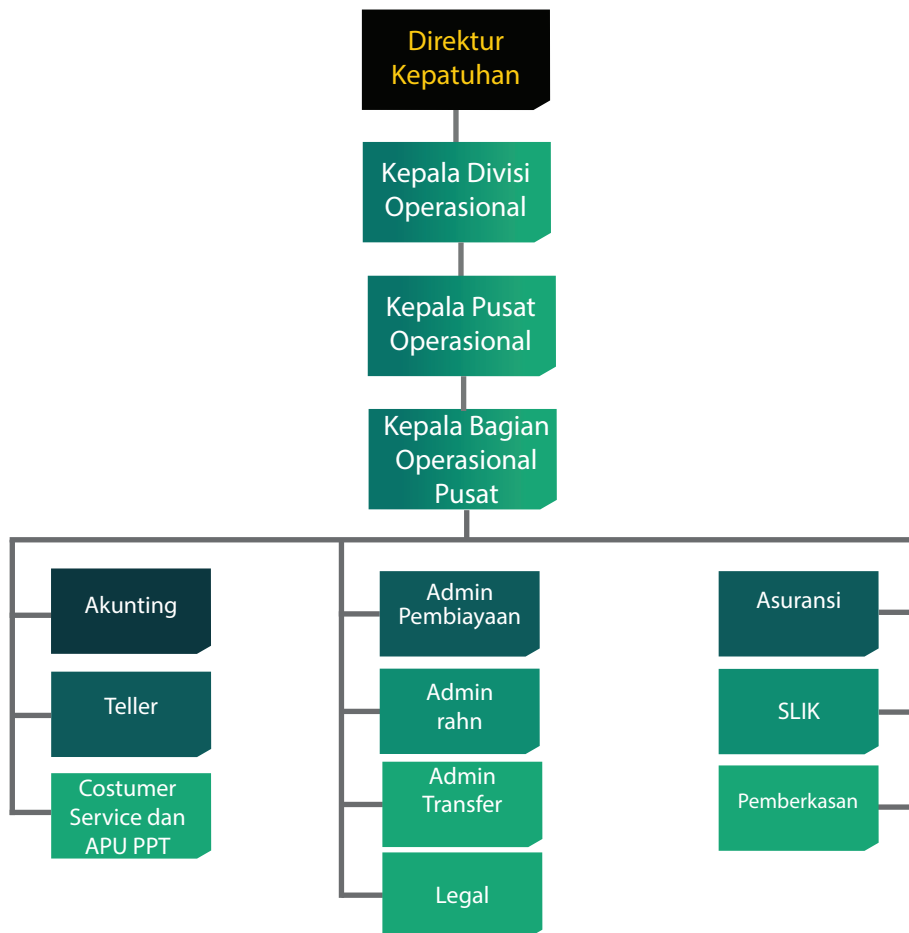 Direktur
Kepatuhan
Kepala Divisi
Operasional
Kepala Pusat
Operasional
Kepala Bagian
Operasional
Pusat
Akunting
Teller
Costumer
Service dan
APU PPT
Admin
Pembiayaan
Admin
rahn
Admin
Transfer
Legal
Asuransi
SLIK
Pemberkasan